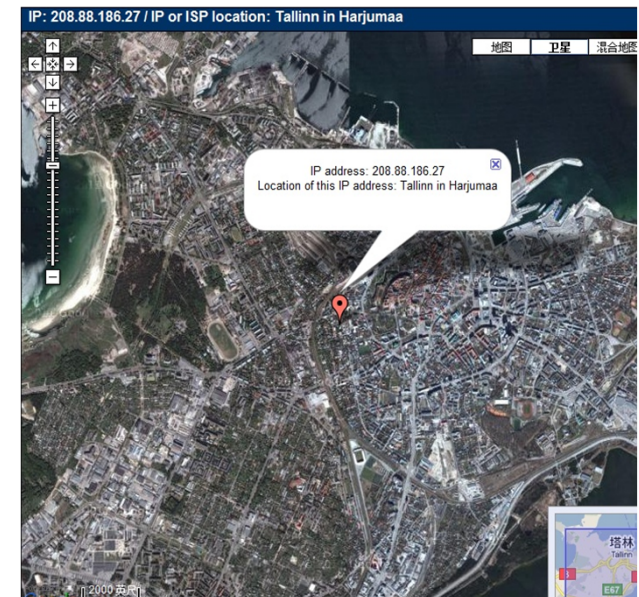 IP: 208.88.186.27 / IP or ISP location: Tallinn in Harjumaa
地图
卫星
混合地图
IP address: 208.88.186.27
Location of this IP address: Tallinn in Harjumaa
塔林
Tallinn
E67
2000 英尺